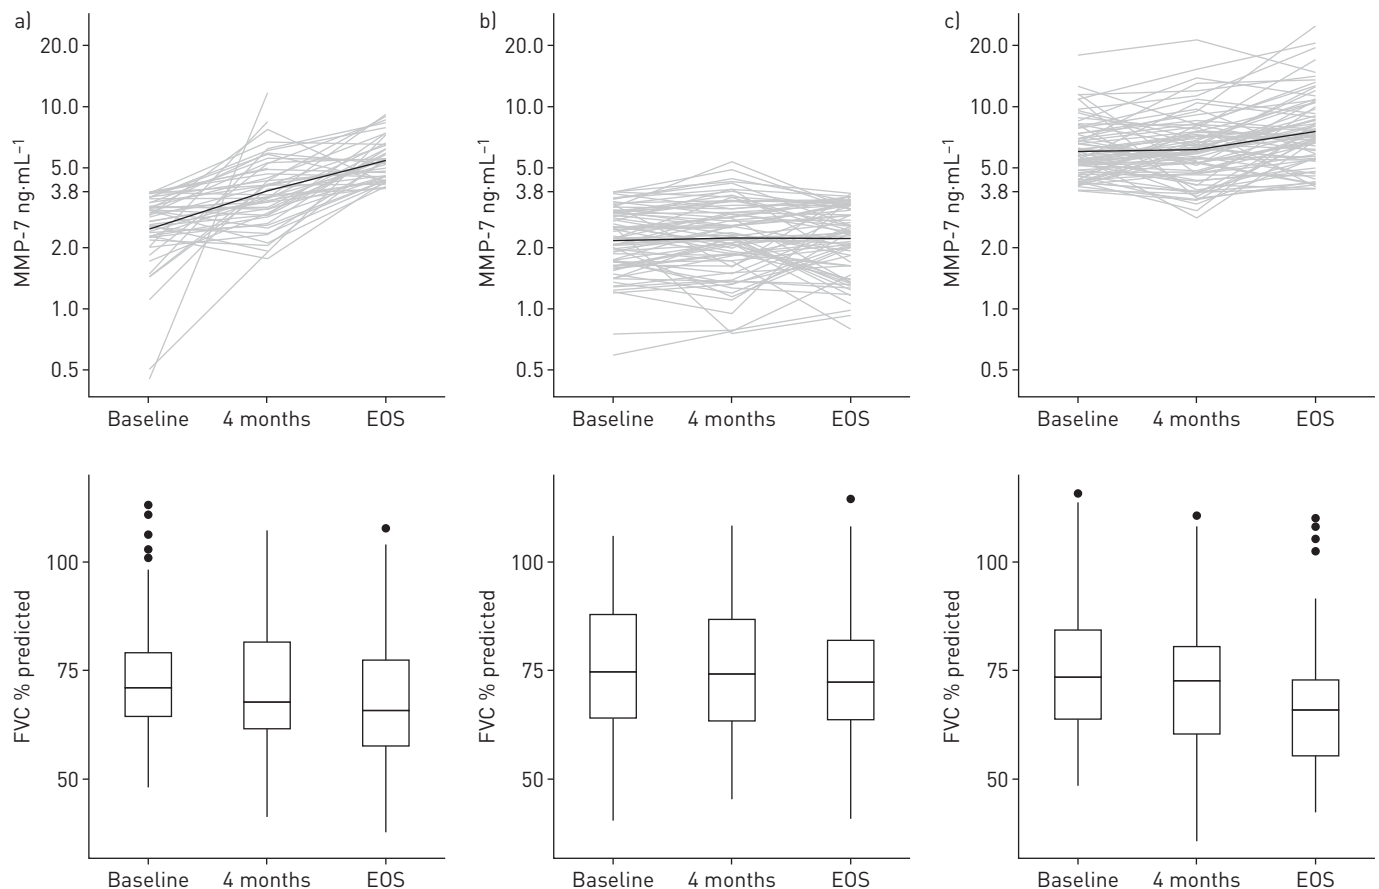 a)
MMP-7 ng·mL⁻¹
20.0
10.0
5.0
3.8
2.0
1.0
0.5
Baseline 4 months EOS
b)
MMP-7 ng·mL⁻¹
20.0
10.0
5.0
3.8
2.0
1.0
0.5
Baseline 4 months EOS
c)
MMP-7 ng·mL⁻¹
20.0
10.0
5.0
3.8
2.0
1.0
0.5
Baseline 4 months EOS
FVC % predicted
100
75
50
Baseline 4 months EOS
FVC % predicted
100
75
50
Baseline 4 months EOS
FVC % predicted
100
75
50
Baseline 4 months EOS